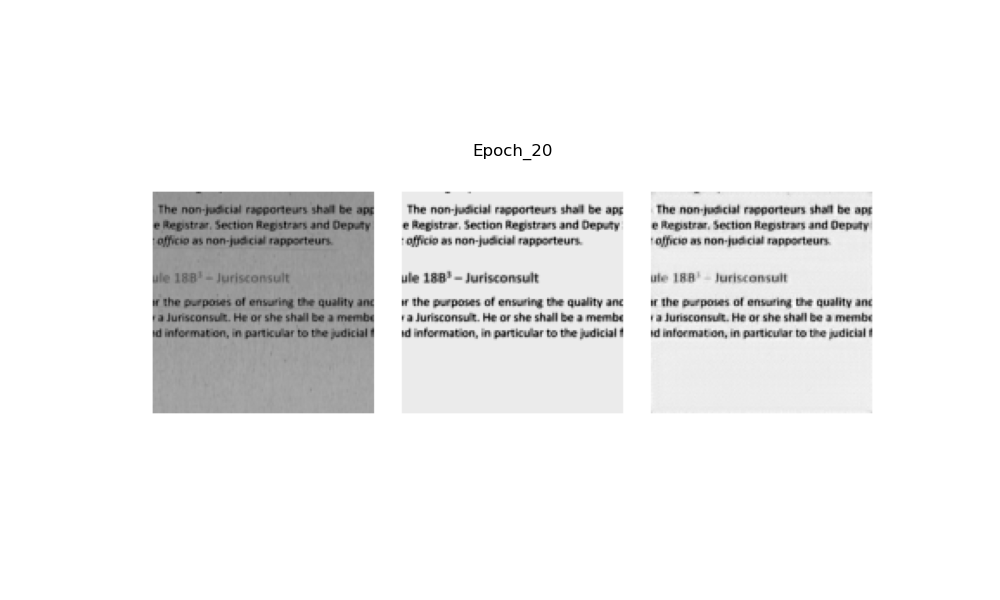 Epoch_20
The non-judicial rapporteurs shall be app
e Registrar. Section Registrars and Deputy
officio as non-judicial rapporteurs.
ule 18B³ – Jurisconsult
r the purposes of ensuring the quality and
a Jurisconsult. He or she shall be a membe
d information, in particular to the judicial f
The non-judicial rapporteurs shall be app
e Registrar. Section Registrars and Deputy
officio as non-judicial rapporteurs.
ule 18B³ – Jurisconsult
r the purposes of ensuring the quality and
a Jurisconsult. He or she shall be a membe
d information, in particular to the judicial f
The non-judicial rapporteurs shall be app
e Registrar. Section Registrars and Deputy
officio as non-judicial rapporteurs.
ule 18B³ – Jurisconsult
r the purposes of ensuring the quality and
a Jurisconsult. He or she shall be a membe
d information, in particular to the judicial f